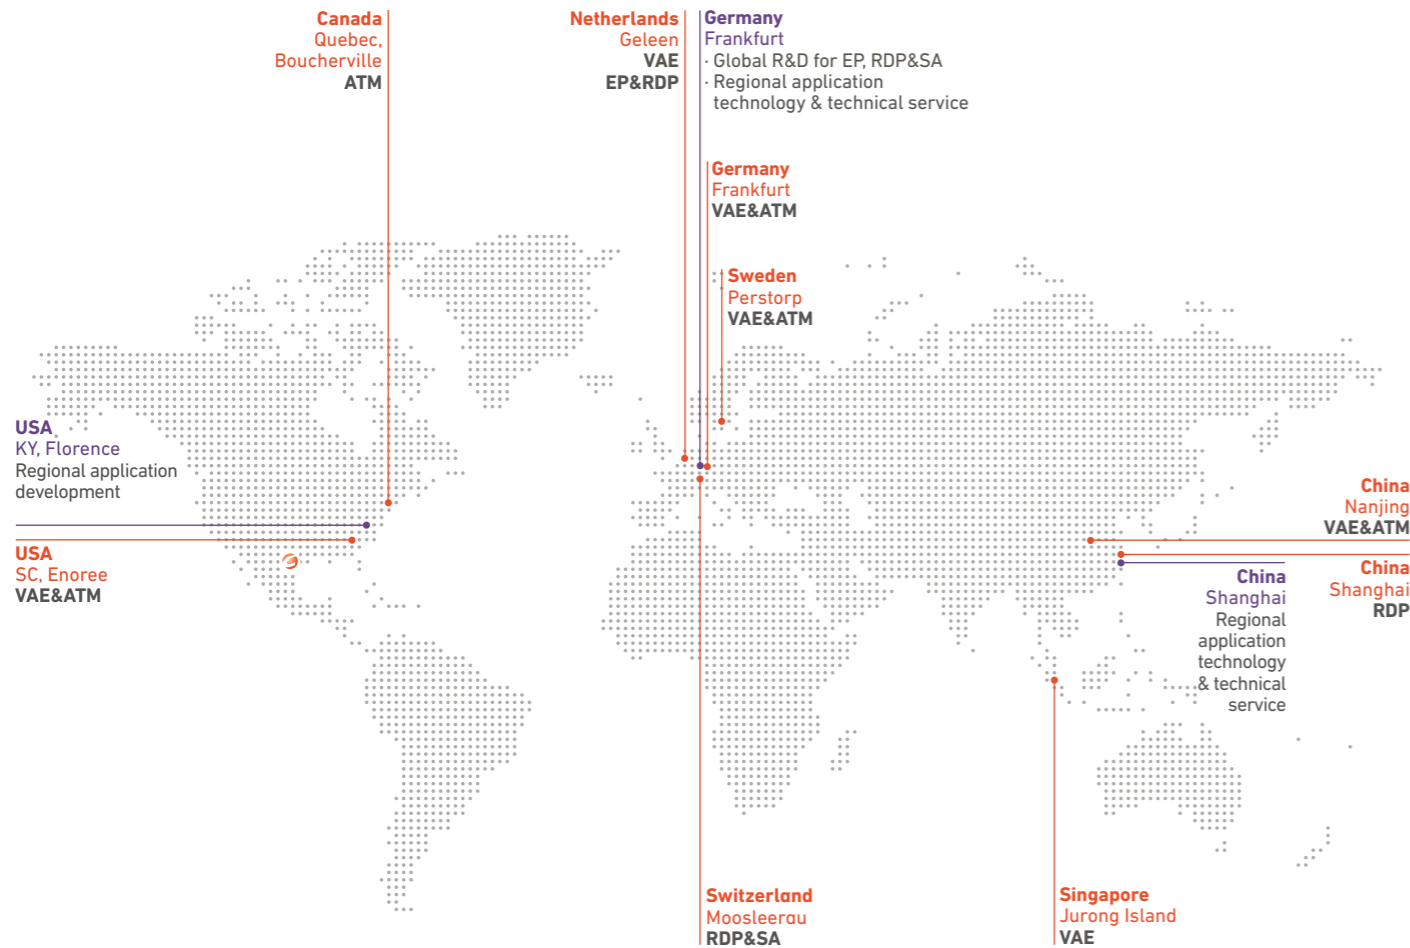 Canada
Quebec,
Boucherville
ATM
Netherlands
Geleen
VAE
EP&RDP
Germany
Frankfurt
· Global R&D for EP, RDP&SA
· Regional application
technology & technical service
Germany
Frankfurt
VAE&ATM
Sweden
Perstorp
VAE&ATM
USA
KY, Florence
Regional application
development
USA
SC, Enoree
VAE&ATM
China
Nanjing
VAE&ATM
China
Shanghai
RDP
China
Shanghai
Regional
application
technology
& technical
service
Switzerland
Moosleerau
RDP&SA
Singapore
Jurong Island
VAE